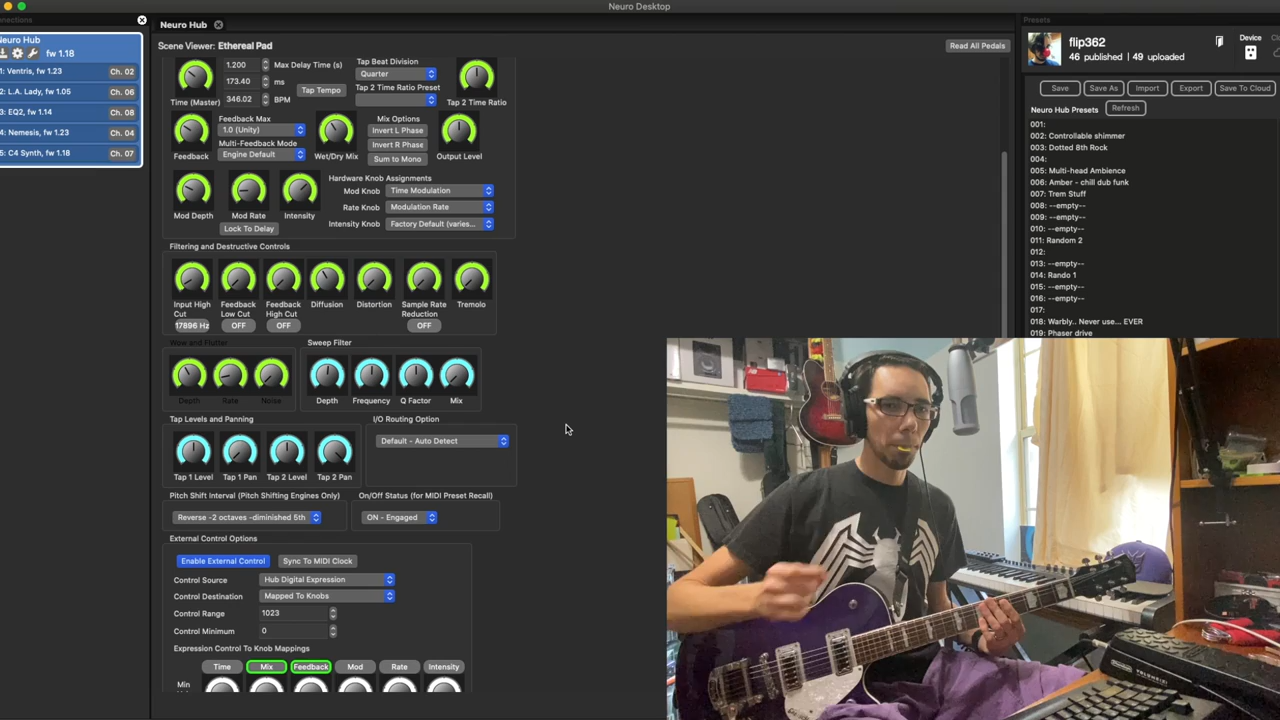 Neuro Desktop
nnections
Neuro Hub
fw 1.18
1: Ventris, fw 1.23 Ch. 02
2: L.A. Lady, fw 1.05 Ch. 06
3: EQ2, fw 1.14 Ch. 08
4: Nemesis, fw 1.23 Ch. 04
5: C4 Synth, fw 1.18 Ch. 07
Neuro Hub
Scene Viewer: Ethereal Pad
Read All Pedals
1.200 Max Delay Time (s)
173.40 ms
346.02 BPM
Tap Tempo
Time (Master)
Tap Beat Division
Quarter
Tap 2 Time Ratio Preset
Tap 2 Time Ratio
Feedback Max
1.0 (Unity)
Multi-Feedback Mode
Engine Default
Feedback
Wet/Dry Mix
Mix Options
Invert L Phase
Invert R Phase
Sum to Mono
Output Level
Mod Depth
Mod Rate
Intensity
Lock To Delay
Hardware Knob Assignments
Mod Knob Time Modulation
Rate Knob Modulation Rate
Intensity Knob Factory Default (varies...
Filtering and Destructive Controls
Input High Cut
Feedback Low Cut
Feedback High Cut
Diffusion
Distortion
Sample Rate Reduction
Tremolo
17896 Hz
OFF
OFF
OFF
Wow and Flutter
Sweep Filter
Depth Rate Noise
Depth Frequency Q Factor Mix
Tap Levels and Panning
I/O Routing Option
Default - Auto Detect
Tap 1 Level Tap 1 Pan Tap 2 Level Tap 2 Pan
Pitch Shift Interval (Pitch Shifting Engines Only)
Reverse -2 octaves -diminished 5th
On/Off Status (for MIDI Preset Recall)
ON - Engaged
External Control Options
Enable External Control
Sync To MIDI Clock
Control Source Hub Digital Expression
Control Destination Mapped To Knobs
Control Range 1023
Control Minimum 0
Expression Control To Knob Mappings
Time Mix Feedback Mod Rate Intensity
Min
Presets
flip362
46 published | 49 uploaded
Device
Save
Save As
Import
Export
Save To Cloud
Neuro Hub Presets
Refresh
001:
002: Controllable shimmer
003: Dotted 8th Rock
004:
005: Multi-head Ambience
006: Amber - chill dub funk
007: Trem Stuff
008: --empty--
009: --empty--
010: --empty--
011: Random 2
012:
013: --empty--
014: Rando 1
015: --empty--
016: --empty--
017:
018: Warbly.. Never use... EVER
019: Phaser drive